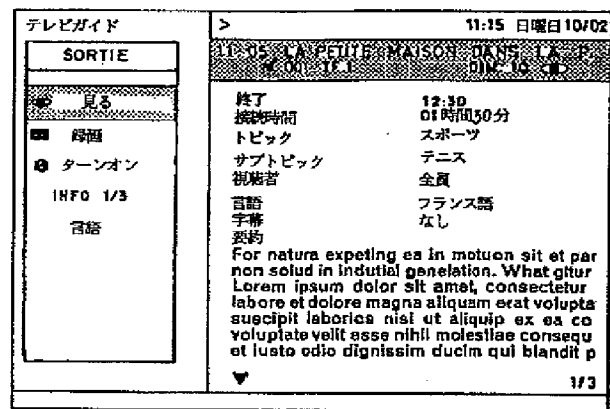 テレビガイド
> 11:15 日曜日10/02
SORTIE
11 05 LA PETITE MAISON DANS LA P
見る
録画
ターンオン
INFO 1/3
言語
終了 12:30
接続時間 01時間30分
トピック スポーツ
サブトピック テニス
視聴者 全員
言語 フランス語
字幕 なし
要約
For natura expeting ea in motuon sit et par
non solud in indutial genelation. What gitur
Lorem ipsum dolor sit amet, consectetur
labore et dolore magna aliquam erat volupta
suscipit laborios nisi ut aliquip ex ea co
voluptate velit esse nihil molestiae consequ
et iusto odio dignissim ducim qui blandit p
1/3